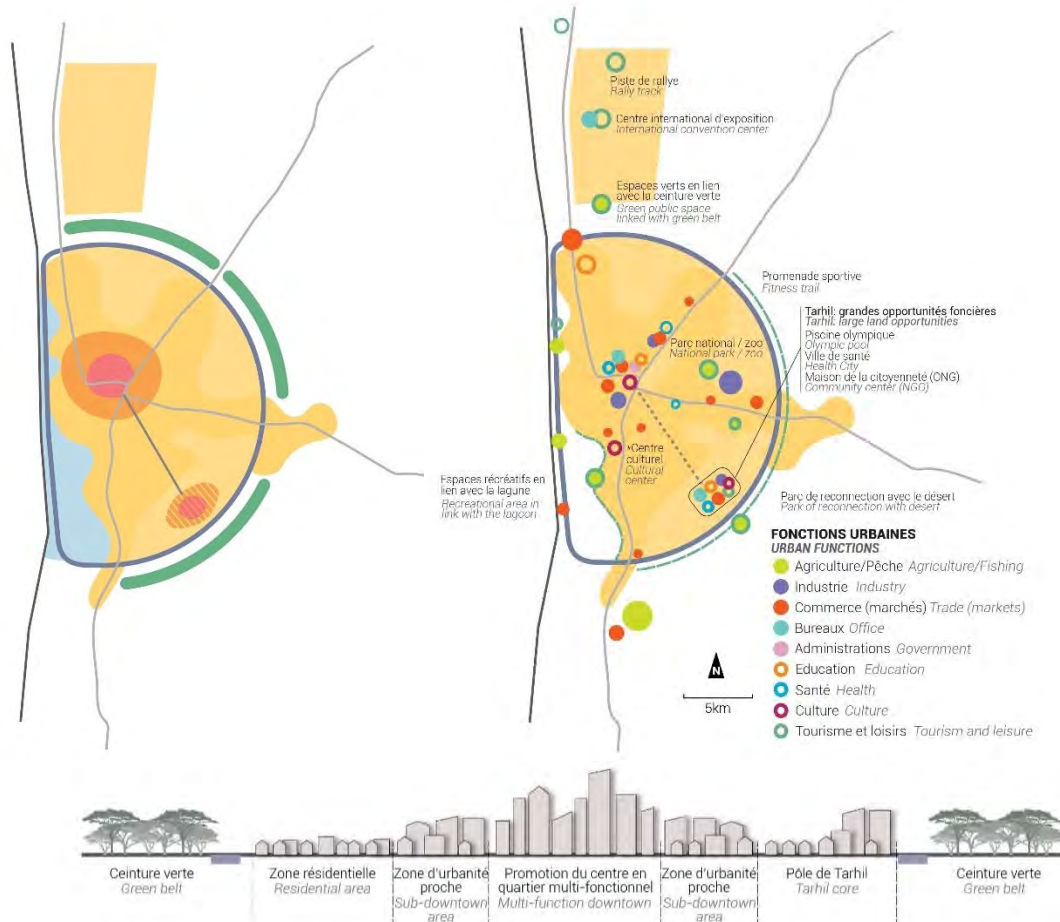 Piste de rallye
Rally track
Centre international d'exposition
International convention center
Espaces verts en lien
avec la ceinture verte
Green public space
linked with green belt
Promenade sportive
Fitness trail
Tarhil: grandes opportunités foncières
Tarhil: large land opportunities
Piscine olympique
Olympic pool
Ville de santé
Health City
Maison de la citoyenneté (ONG)
Community center (NGO)
Parc national / zoo
National park / zoo
Centre
culturel
Cultural
center
Espaces récréatifs en
lien avec la lagune
Recreational area in
link with the lagoon
Parc de reconnection avec le désert
Park of reconnection with desert
FONCTIONS URBAINES
URBAN FUNCTIONS
Agriculture/Pêche Agriculture/Fishing
Industrie Industry
Commerce (marchés) Trade (markets)
Bureaux Office
Administrations Government
Education Education
Santé Health
Culture Culture
Tourisme et loisirs Tourism and leisure
N
5km
Ceinture verte
Green belt
Zone résidentielle
Residential area
Zone d'urbanité
proche
Sub-downtown
area
Promotion du centre en
quartier multi-fonctionnel
Multi-function downtown
Zone d'urbanité
proche
Sub-downtown
area
Pôle de Tarhil
Tarhil core
Ceinture verte
Green belt